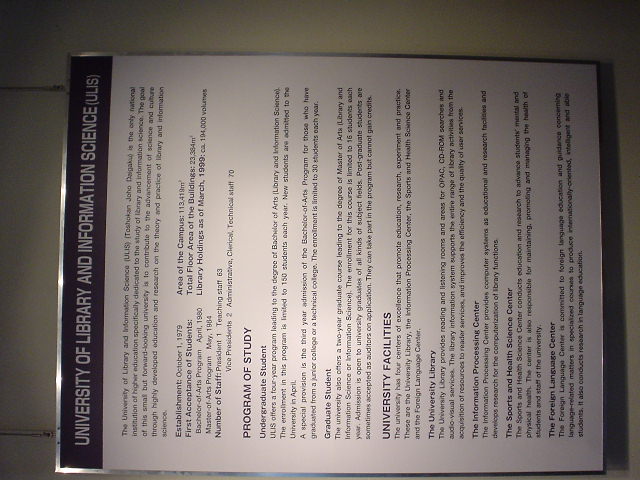 UNIVERSITY OF LIBRARY AND INFORMATION SCIENCE (ULIS)
The University of Library and Information Science (ULIS) (Toshokan Joho Daigaku) is the only national
institution of higher education specifically dedicated to the study of library and information science. The goal
of this small but forward-looking university is to contribute to the advancement of science and culture
through highly developed education and research on the theory and practice of library and information
science.
Establishment: October 1, 1979
First Acceptance of Students:
Bachelor-of-Arts Program April, 1980
Master-of-Arts Program May, 1984
Number of Staff: President 1 Teaching staff 63
Vice Presidents 2 Administrative, Clerical, Technical staff 70
Area of the Campus: 113,419m²
Total Floor Area of the Buildings: 23,384m²
Library Holdings as of March, 1999: ca. 194,000 volumes
PROGRAM OF STUDY
Undergraduate Student
ULIS offers a four-year program leading to the degree of Bachelor of Arts (Library and Information Science).
The enrollment in this program is limited to 150 students each year. New students are admitted to the
University in April.
A special provision is the third year admission of the Bachelor-of-Arts Program for those who have
graduated from a junior college or a technical college. The enrollment is limited to 30 students each year.
Graduate Student
The university also offers a two-year graduate course leading to the degree of Master of Arts (Library and
Information Science or Information Science). The enrollment for this course is limited to 16 students each
year. Admission is open to university graduates of all kinds of subject fields. Post-graduate students are
sometimes accepted as auditors on application. They can take part in the program but cannot gain credits.
UNIVERSITY FACILITIES
The university has four centers of excellence that promote education, research, experiment and practice.
These are the University Library, the Information Processing Center, the Sports and Health Science Center
and the Foreign Language Center.
The University Library
The University Library provides reading and listening rooms and areas for OPAC, CD-ROM searches and
audio-visual services. The library information system supports the entire range of library activities from the
acquisition of resources to reader services, and improves the efficiency and the quality of user services.
The Information Processing Center
The Information Processing Center provides computer systems as educational and research facilities and
develops research for the computerization of library functions.
The Sports and Health Science Center
The Sports and Health Science Center conducts education and research to advance students' mental and
physical health. The center is also responsible for maintaining, promoting and managing the health of
students and staff of the university.
The Foreign Language Center
The Foreign Language Center is committed to foreign language education and guidance concerning
language-related matters in specialized courses to produce internationally-oriented, intelligent and able
students. It also conducts research in language education.